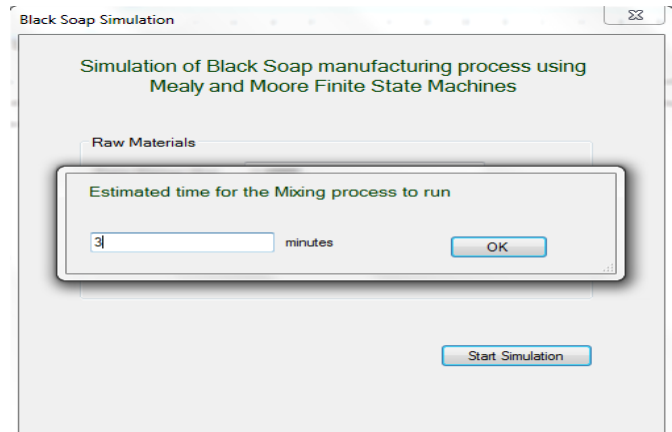 Black Soap Simulation
Simulation of Black Soap manufacturing process using
Mealy and Moore Finite State Machines
Raw Materials
Estimated time for the Mixing process to run
3
minutes
OK
Start Simulation